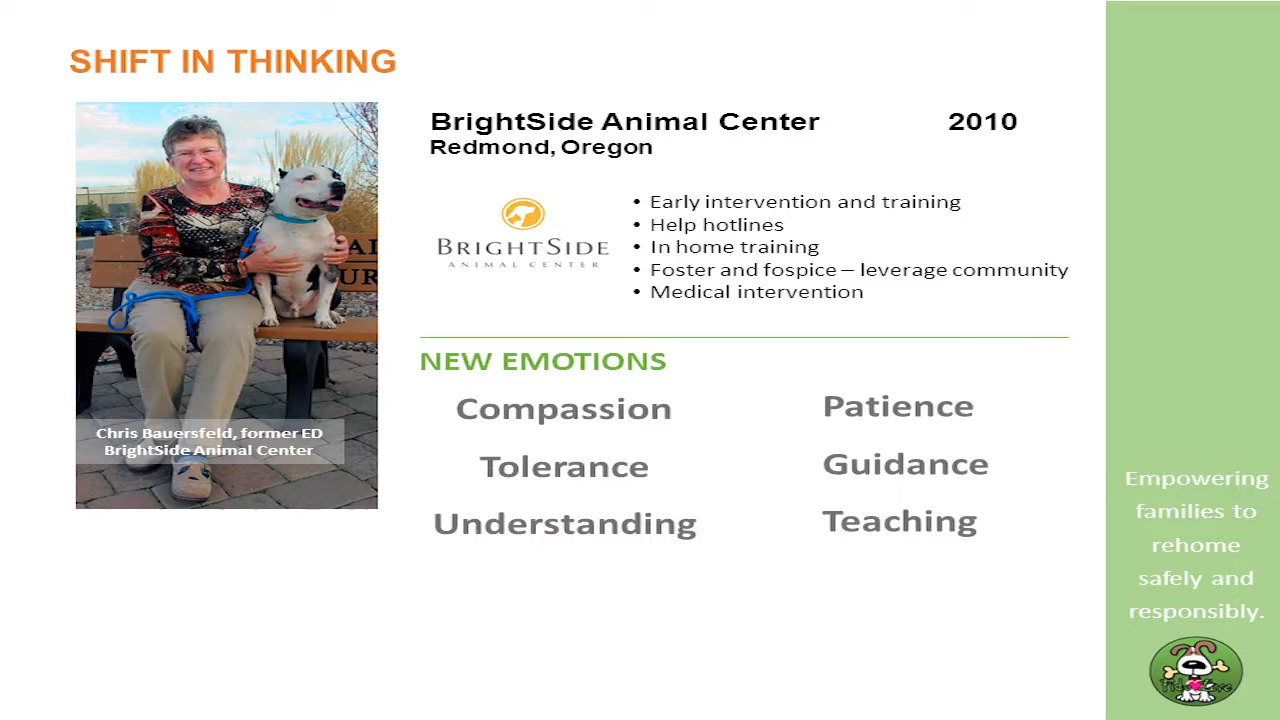 SHIFT IN THINKING
BrightSide Animal Center 2010
Redmond, Oregon
BRIGHTSIDE
ANIMAL CENTER
• Early intervention and training
• Help hotlines
• In home training
• Foster and fospice – leverage community
• Medical intervention
Chris Bauersfeld, former ED
BrightSide Animal Center
NEW EMOTIONS
Compassion Patience
Tolerance Guidance
Understanding Teaching
Empowering
families to
rehome
safely and
responsibly.